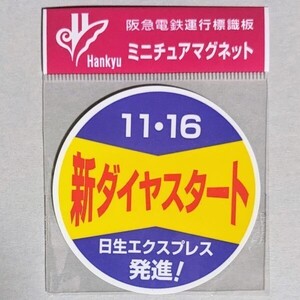 Hankyu
阪急電鉄運行標識板
ミニチュアマグネット
11・16
新ダイヤスタート
日生エクスプレス
発進!